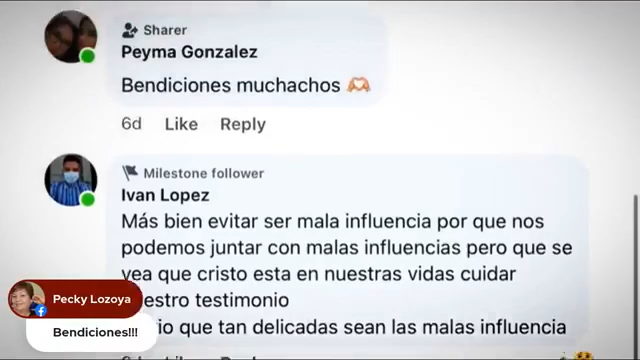 Sharer
Peyma Gonzalez
Bendiciones muchachos
6d Like Reply
Milestone follower
Ivan Lopez
Más bien evitar ser mala influencia por que nos
podemos juntar con malas influencias pero que se
vea que cristo esta en nuestras vidas cuidar
testimonio
que tan delicadas sean las malas influencia
Pecky Lozoya
Bendiciones!!!